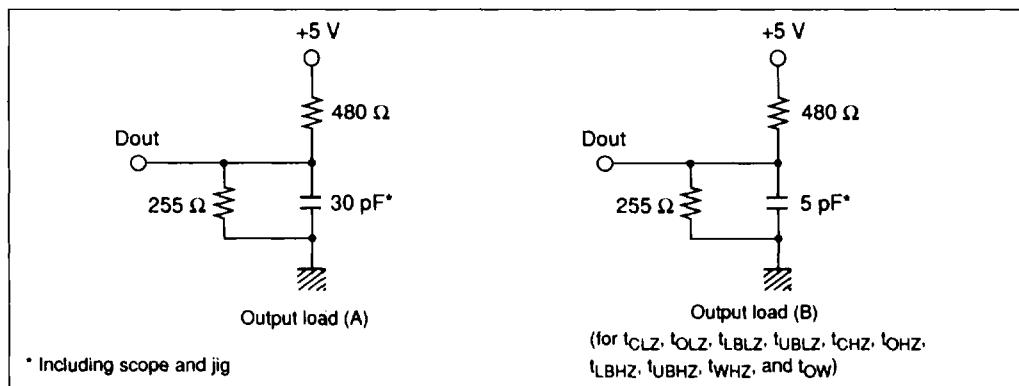 +5 V
480 Ω
Dout
255 Ω
30 pF*
Output load (A)
* Including scope and jig
+5 V
480 Ω
Dout
255 Ω
5 pF*
Output load (B)
(for tCLZ, tOLZ, tLBLZ, tUBLZ, tCHZ, tOHZ,
tLBHZ, tUBHZ, tWHZ, and tOW)